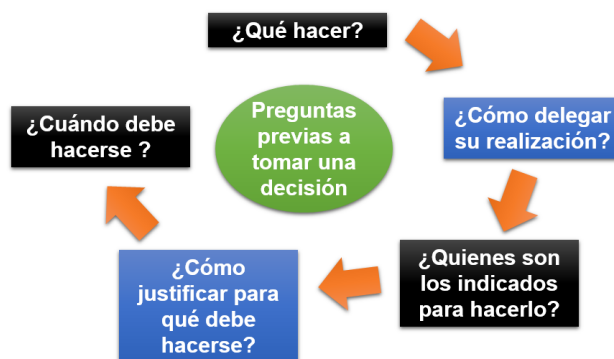 ¿Qué hacer?
¿Cómo delegar
su realización?
¿Quienes son
los indicados
para hacerlo?
¿Cómo
justificar para
qué debe
hacerse?
¿Cuándo debe
hacerse ?
Preguntas
previas a
tomar una
decisión